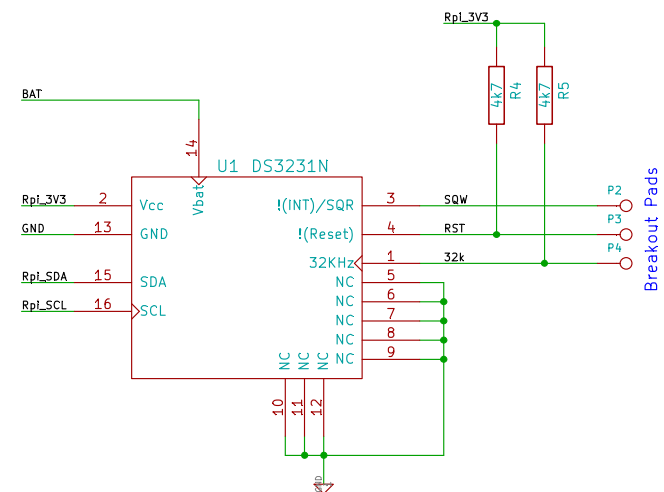 Rpi_3V3
4k7
R4
4k7
R5
BAT
14
U1 DS3231N
Vbat
Rpi_3V3
2
Vcc
!(INT)/SQR
3
SQW
P2
GND
13
GND
!(Reset)
4
RST
P3
32KHz
1
32k
P4
Breakout Pads
Rpi_SDA
15
SDA
NC
5
NC
6
Rpi_SCL
16
SCL
NC
7
NC
8
NC
9
NC
NC
NC
10
11
12
GND